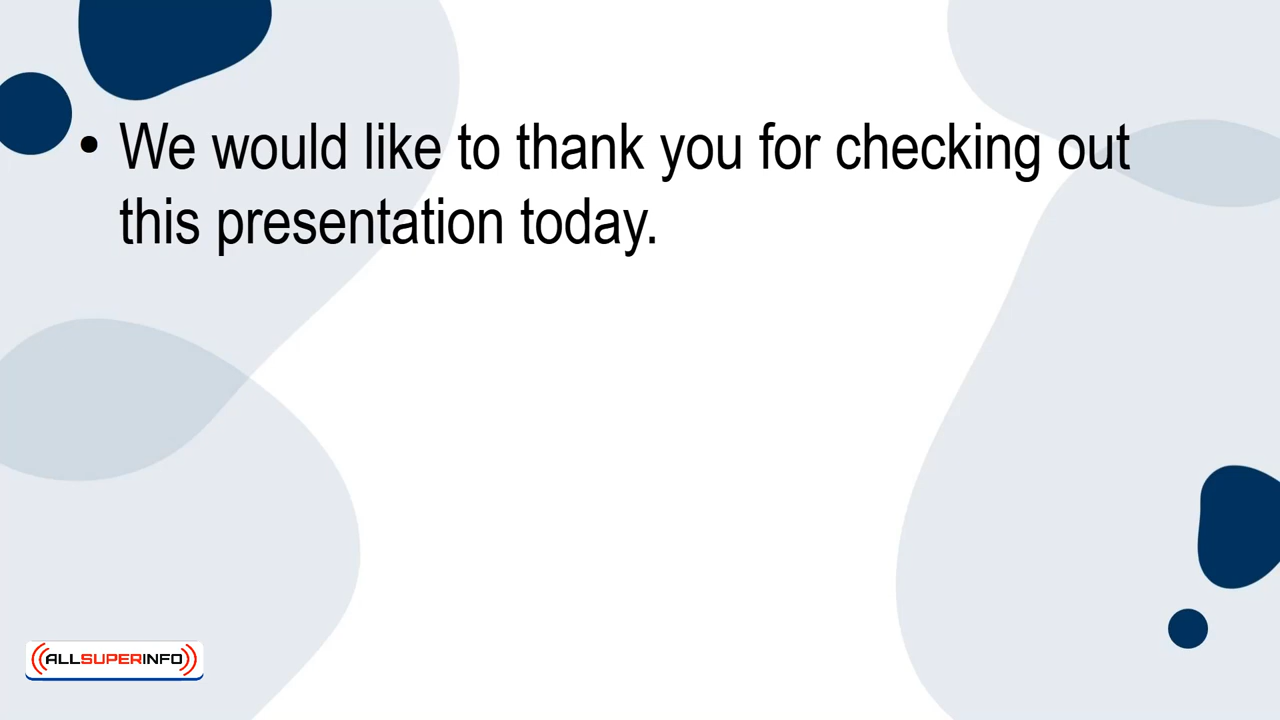 • We would like to thank you for checking out
this presentation today.
((ALLSUPERINFO))